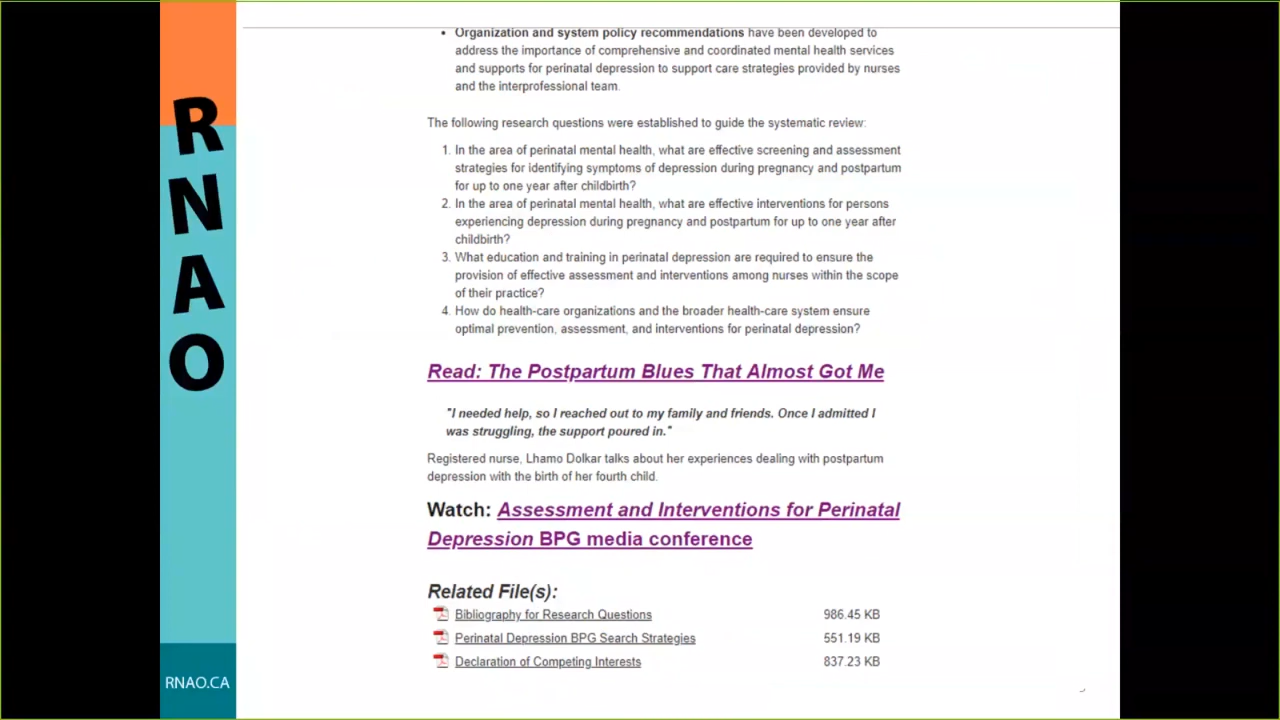 RNAO
RNAO.CA
• Organization and system policy recommendations have been developed to
address the importance of comprehensive and coordinated mental health services
and supports for perinatal depression to support care strategies provided by nurses
and the interprofessional team.
The following research questions were established to guide the systematic review:
1. In the area of perinatal mental health, what are effective screening and assessment
strategies for identifying symptoms of depression during pregnancy and postpartum
for up to one year after childbirth?
2. In the area of perinatal mental health, what are effective interventions for persons
experiencing depression during pregnancy and postpartum for up to one year after
childbirth?
3. What education and training in perinatal depression are required to ensure the
provision of effective assessment and interventions among nurses within the scope
of their practice?
4. How do health-care organizations and the broader health-care system ensure
optimal prevention, assessment, and interventions for perinatal depression?
Read: The Postpartum Blues That Almost Got Me
"I needed help, so I reached out to my family and friends. Once I admitted I
was struggling, the support poured in."
Registered nurse, Lhamo Dolkar talks about her experiences dealing with postpartum
depression with the birth of her fourth child.
Watch: Assessment and Interventions for Perinatal
Depression BPG media conference
Related File(s):
Bibliography for Research Questions 986.45 KB
Perinatal Depression BPG Search Strategies 551.19 KB
Declaration of Competing Interests 837.23 KB